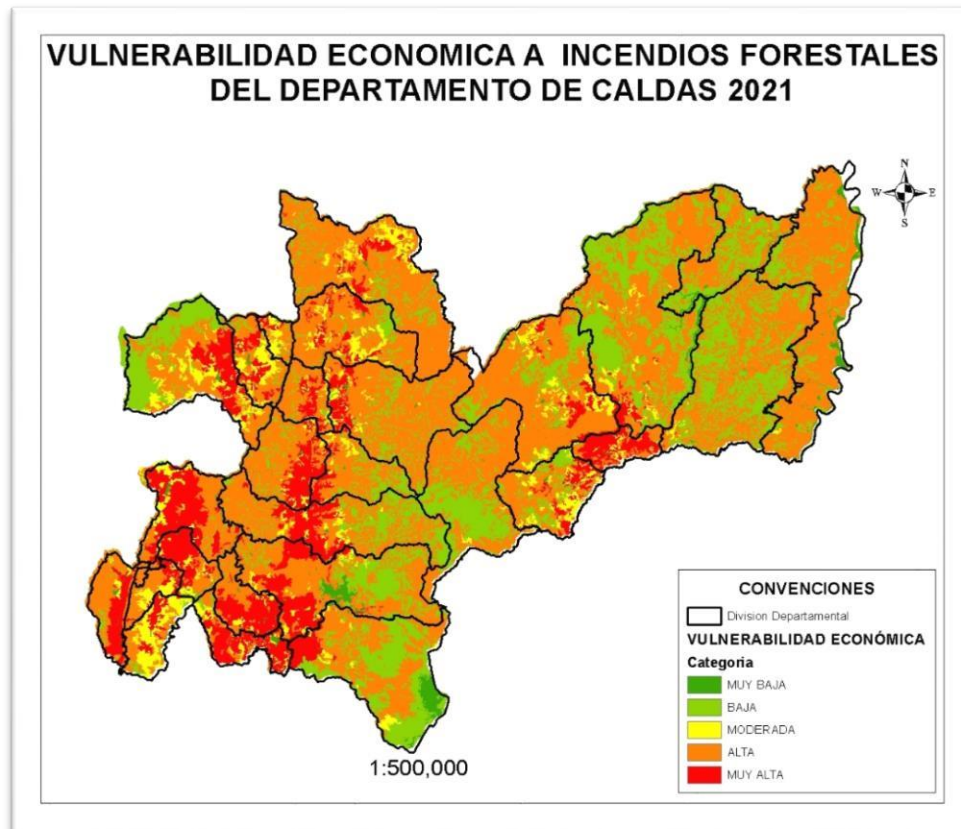 VULNERABILIDAD ECONOMICA A INCENDIOS FORESTALES
DEL DEPARTAMENTO DE CALDAS 2021
N
W E
S
CONVENCIONES
Division Departamental
VULNERABILIDAD ECONÓMICA
Categoria
MUY BAJA
BAJA
MODERADA
ALTA
MUY ALTA
1:500,000